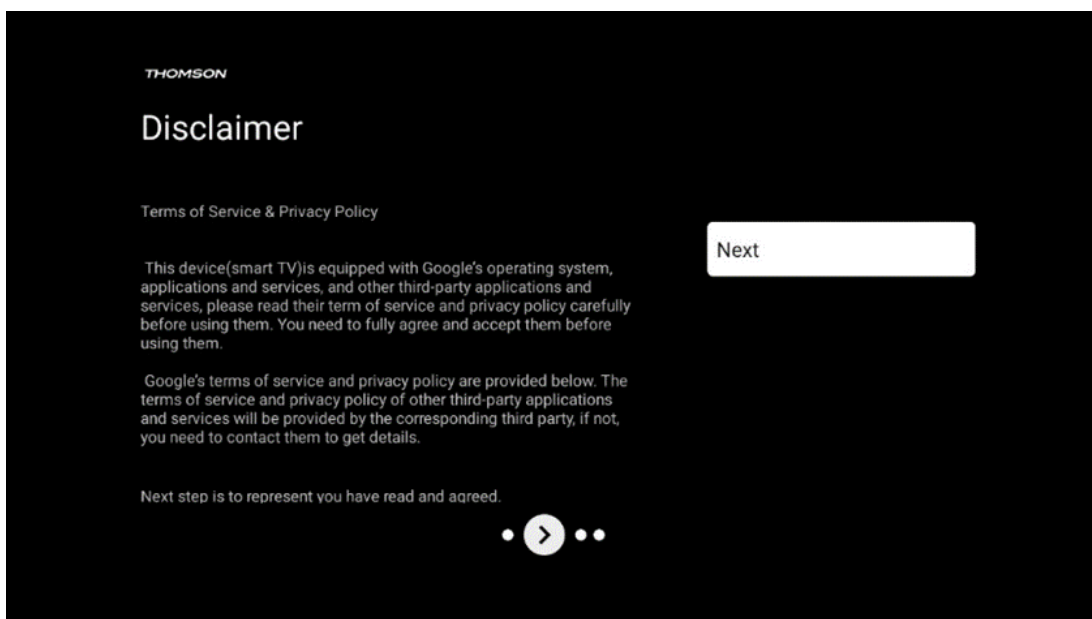 THOMSON
Disclaimer
Terms of Service & Privacy Policy
This device(smart TV)is equipped with Google's operating system,
applications and services, and other third-party applications and
services, please read their term of service and privacy policy carefully
before using them. You need to fully agree and accept them before
using them.
Google's terms of service and privacy policy are provided below. The
terms of service and privacy policy of other third-party applications
and services will be provided by the corresponding third party, if not,
you need to contact them to get details.
Next step is to represent you have read and agreed.
Next